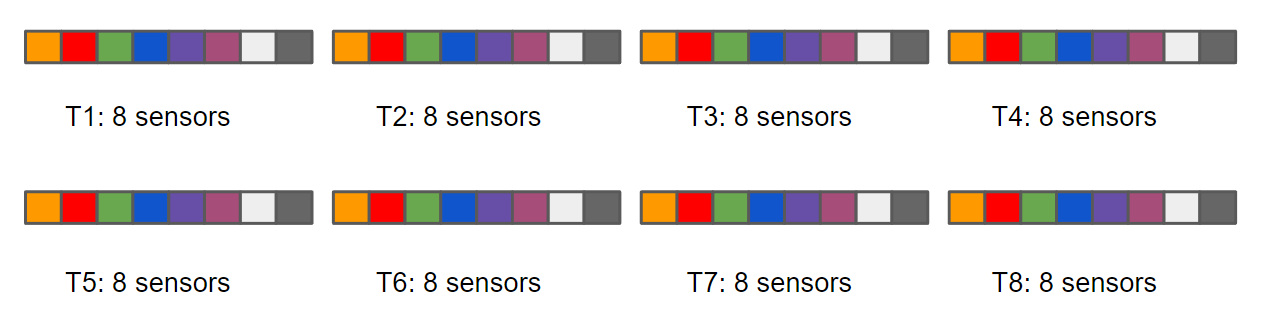 T1: 8 sensors
T2: 8 sensors
T3: 8 sensors
T4: 8 sensors
T5: 8 sensors
T6: 8 sensors
T7: 8 sensors
T8: 8 sensors